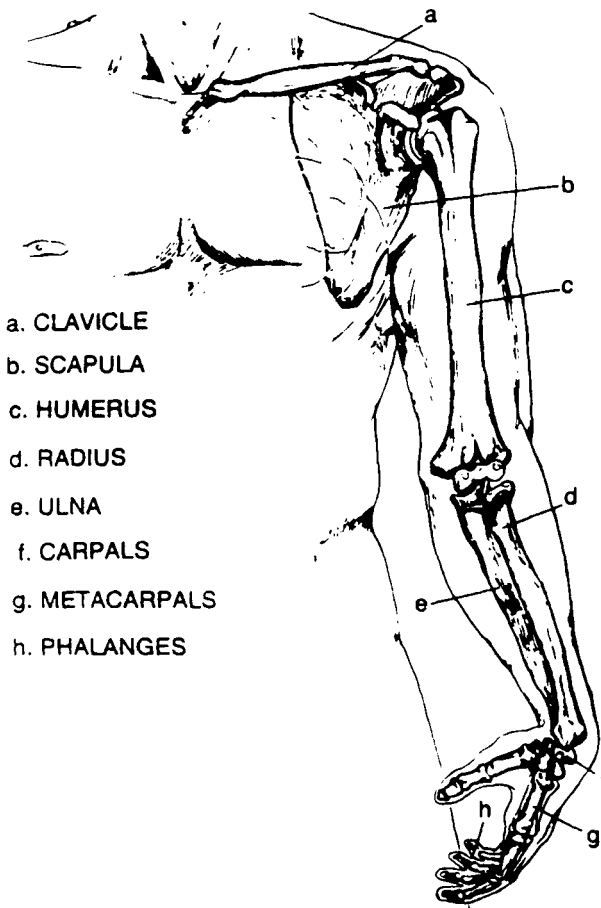 a
b
c
a. CLAVICLE
b. SCAPULA
c. HUMERUS
d. RADIUS
e. ULNA
f. CARPALS
g. METACARPALS
h. PHALANGES
d
e
h
g